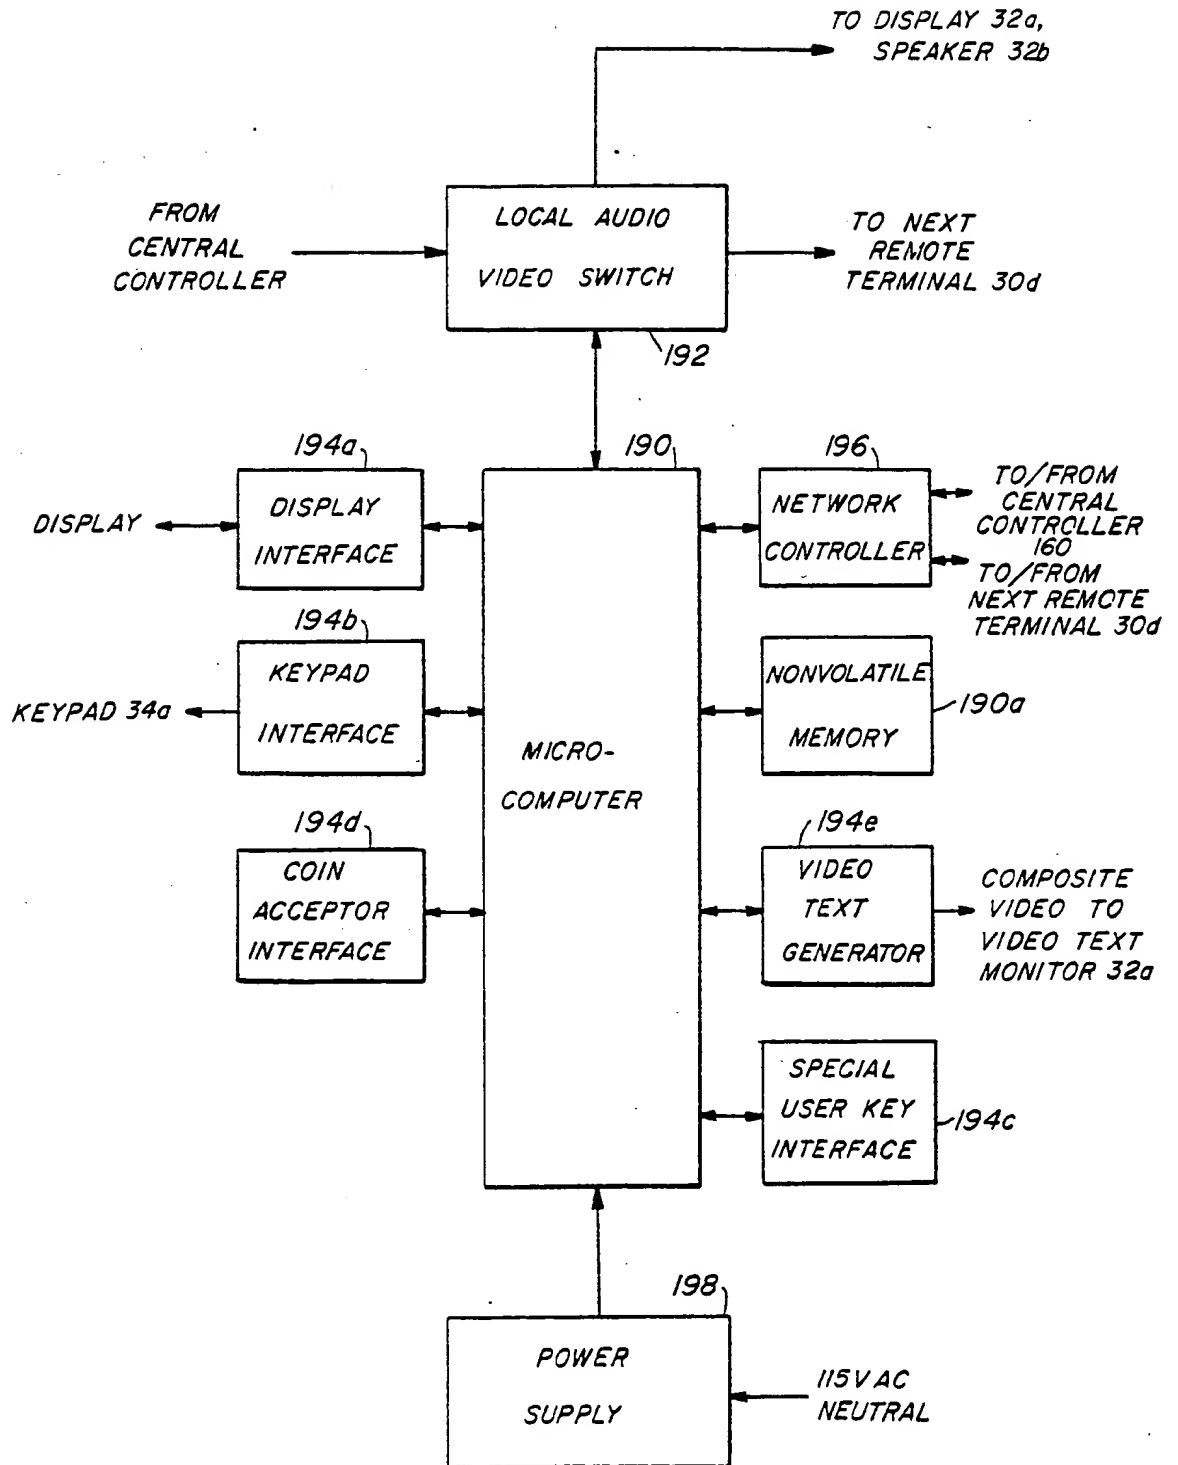 TO DISPLAY 32a,
SPEAKER 32b
FROM
CENTRAL
CONTROLLER
LOCAL AUDIO
VIDEO SWITCH
TO NEXT
REMOTE
TERMINAL 30d
192
194a
190
196
DISPLAY
DISPLAY
INTERFACE
NETWORK
CONTROLLER
TO/FROM
CENTRAL
CONTROLLER
160
TO/FROM
NEXT REMOTE
TERMINAL 30d
194b
KEYPAD 34a
KEYPAD
INTERFACE
MICRO-
COMPUTER
NONVOLATILE
MEMORY
190a
194d
COIN
ACCEPTOR
INTERFACE
194e
VIDEO
TEXT
GENERATOR
COMPOSITE
VIDEO TO
VIDEO TEXT
MONITOR 32a
SPECIAL
USER KEY
INTERFACE
194c
198
POWER
SUPPLY
115VAC
NEUTRAL